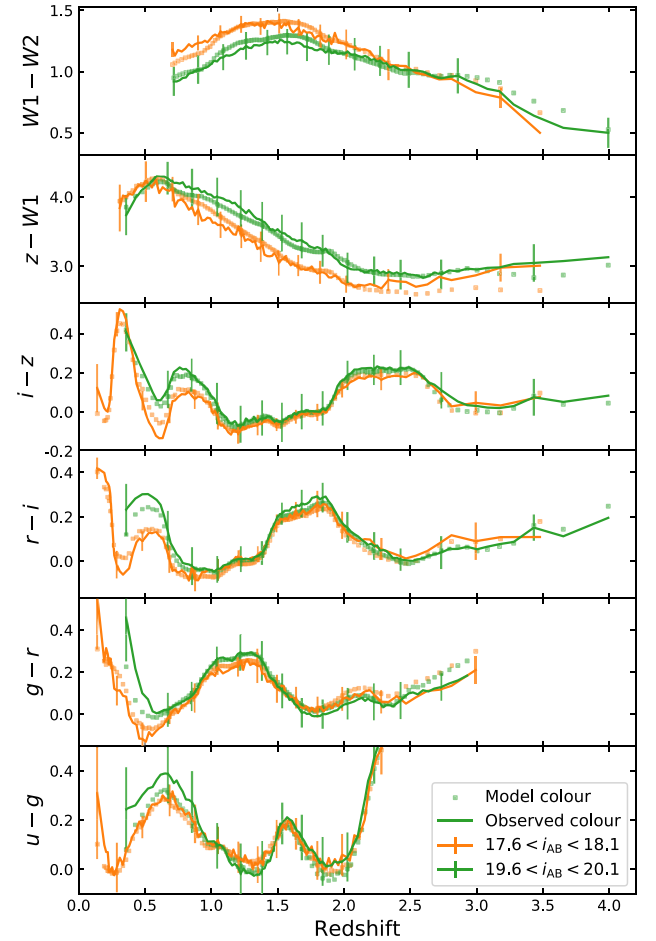 1.5
1.0
0.5
W1 − W2
4.0
3.0
z − W1
0.4
0.2
0.0
-0.2
i − z
0.4
0.2
0.0
r − i
0.4
0.2
0.0
g − r
0.4
0.2
0.0
u − g
Model colour
Observed colour
17.6 < i_AB < 18.1
19.6 < i_AB < 20.1
0.0 0.5 1.0 1.5 2.0 2.5 3.0 3.5 4.0
Redshift